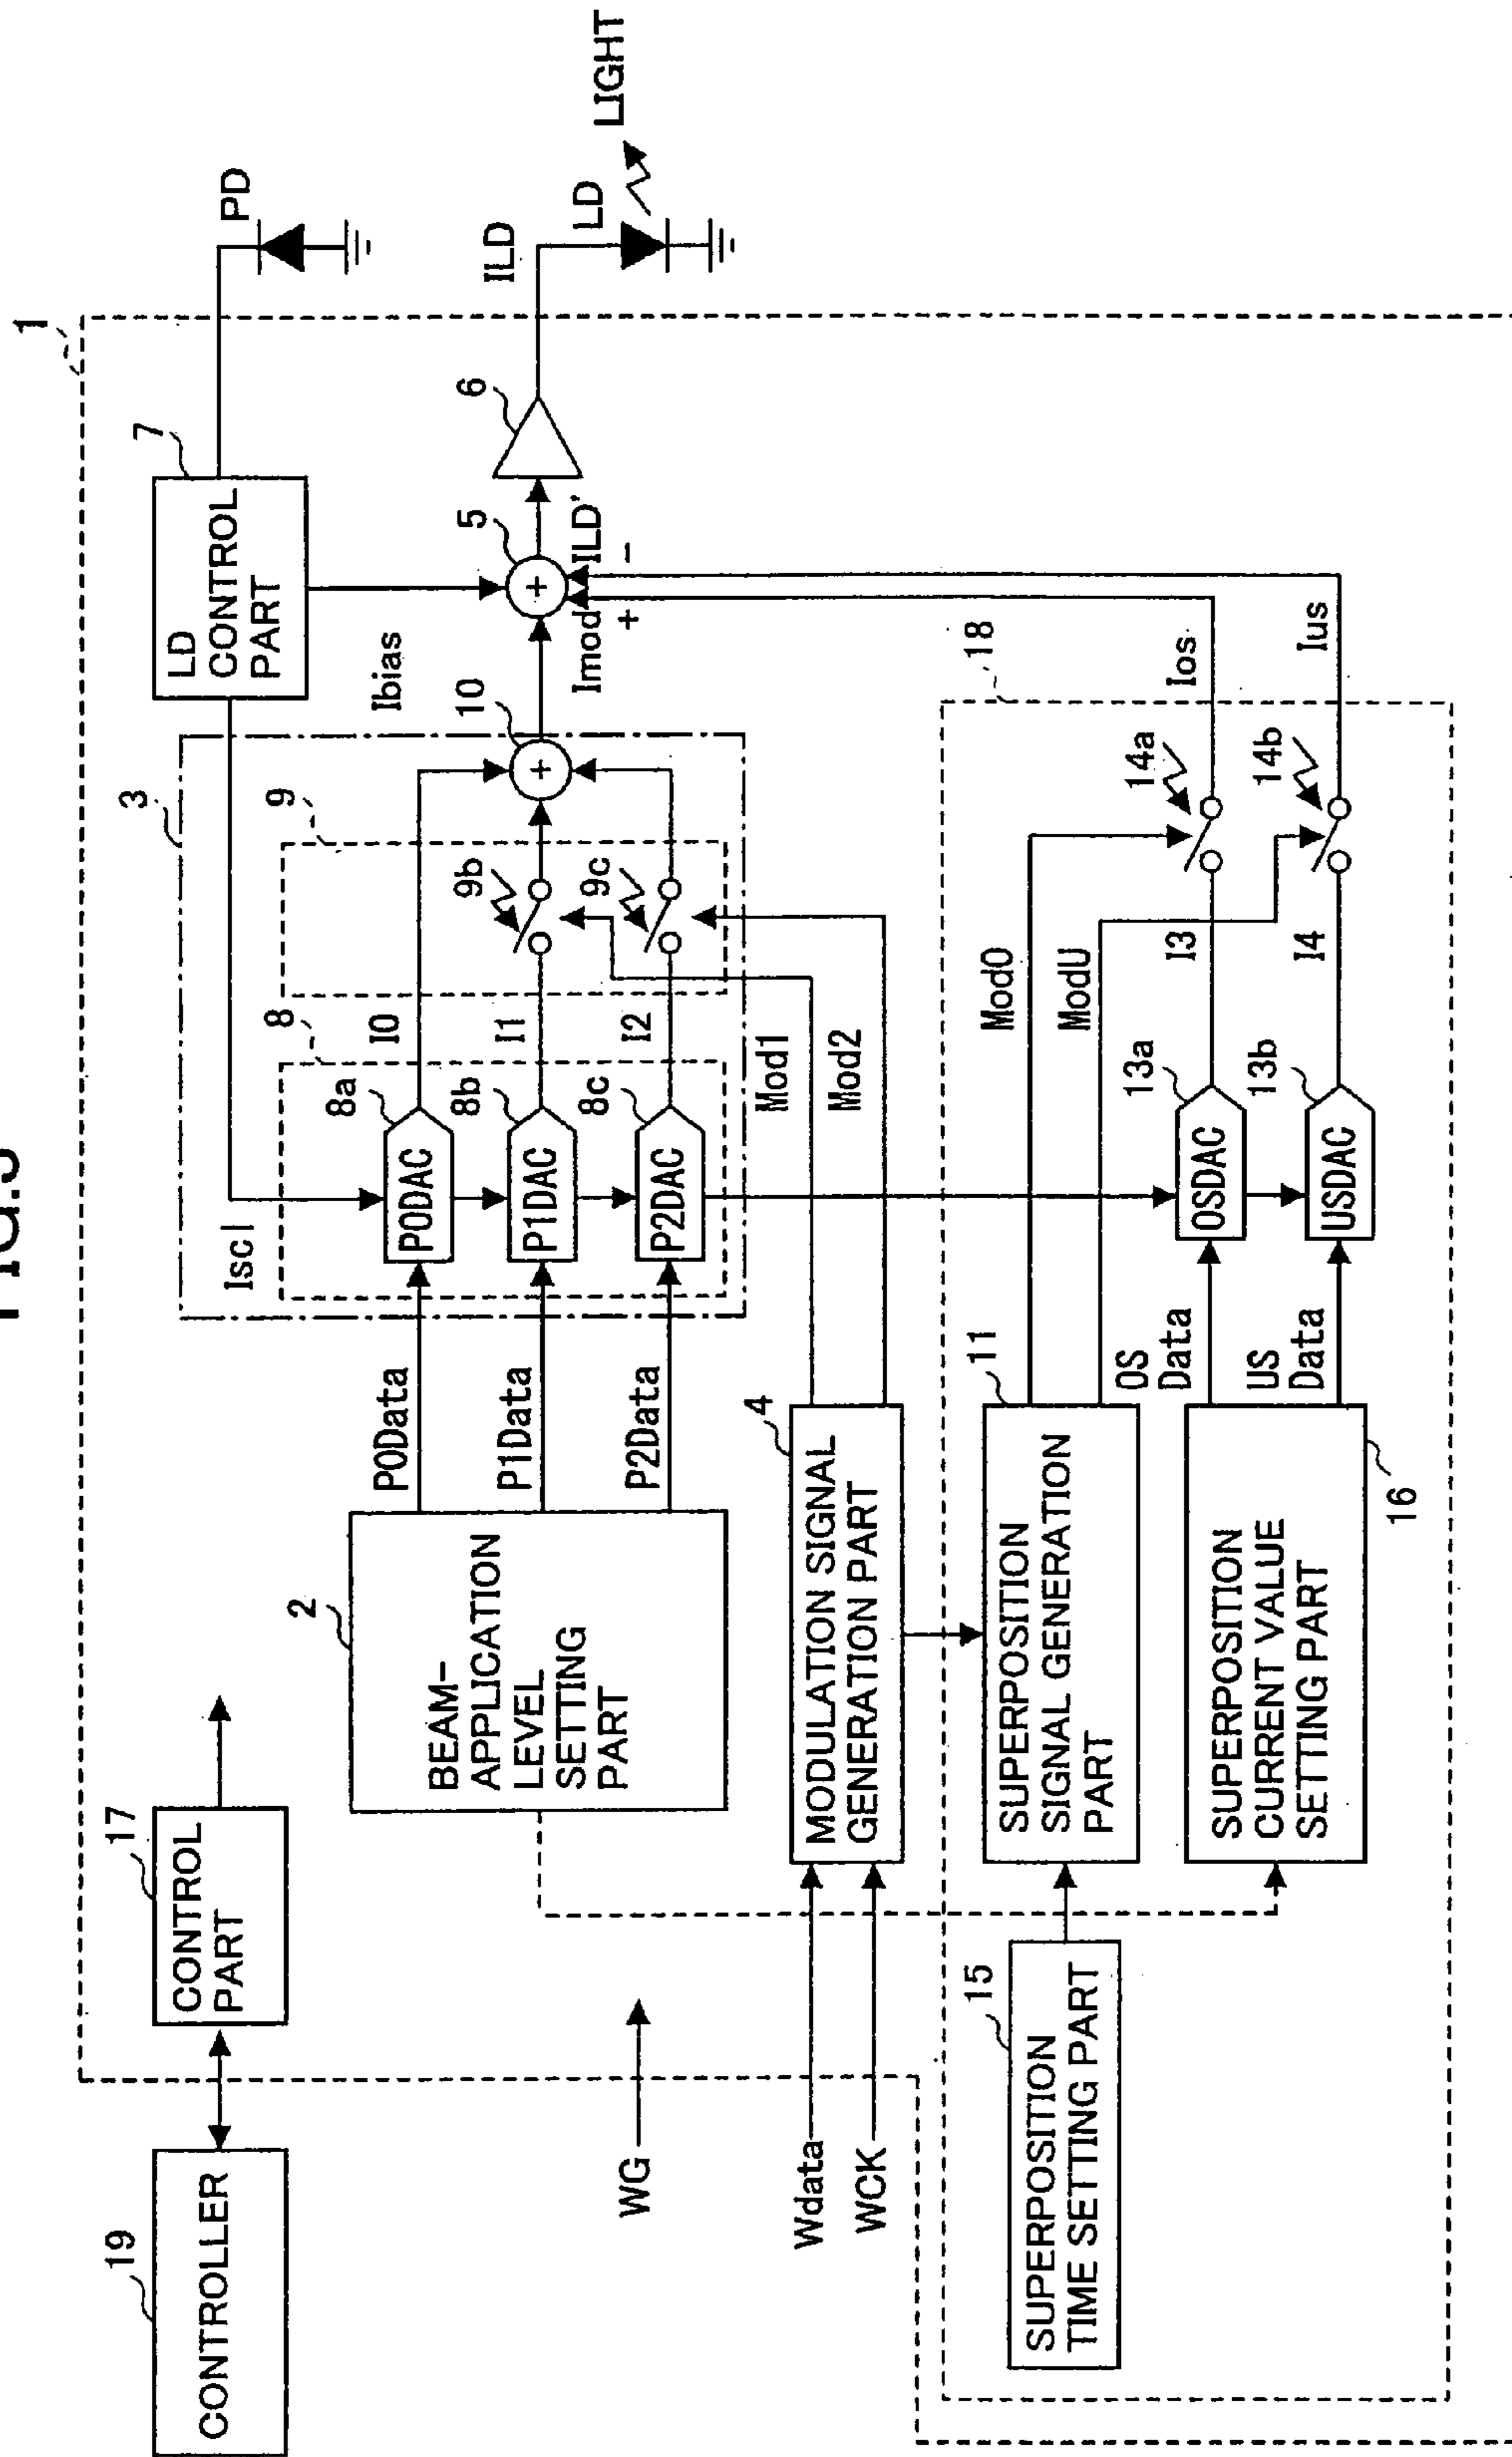 1
19
CONTROLLER
17
CONTROL
PART
7
LD
CONTROL
PART
PD
Iscl
Ibias
3
8
9
2
BEAM-
APPLICATION
LEVEL
SETTING
PART
P0Data
P1Data
P2Data
8a
P0DAC
8b
P1DAC
8c
P2DAC
I0
I1
I2
9b
9c
10
+
Imod
5
+
ILD'
+
-
6
ILD
LD
LIGHT
WG
Wdata
WCK
4
MODULATION SIGNAL
GENERATION PART
Mod1
Mod2
18
15
SUPERPOSITION
TIME SETTING PART
11
SUPERPOSITION
SIGNAL GENERATION
PART
ModO
ModU
SUPERPOSITION
CURRENT VALUE
SETTING PART
16
OS
Data
US
Data
13a
OSDAC
13b
USDAC
I3
I4
14a
14b
Ios
Ius